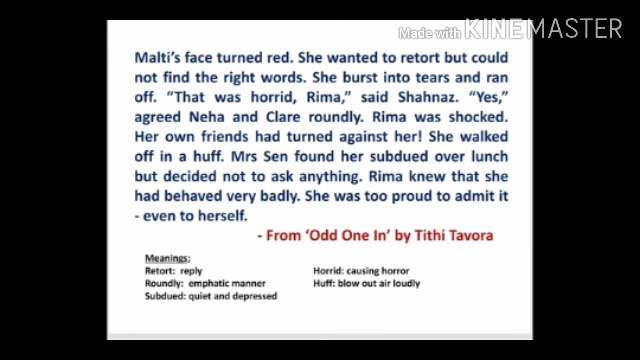 Made with KINEMASTER
Malti's face turned red. She wanted to retort but could
not find the right words. She burst into tears and ran
off. “That was horrid, Rima,” said Shahnaz. “Yes,”
agreed Neha and Clare roundly. Rima was shocked.
Her own friends had turned against her! She walked
off in a huff. Mrs Sen found her subdued over lunch
but decided not to ask anything. Rima knew that she
had behaved very badly. She was too proud to admit it
- even to herself.
- From ‘Odd One In’ by Tithi Tavora
Meanings:
Retort: reply
Roundly: emphatic manner
Subdued: quiet and depressed
Horrid: causing horror
Huff: blow out air loudly